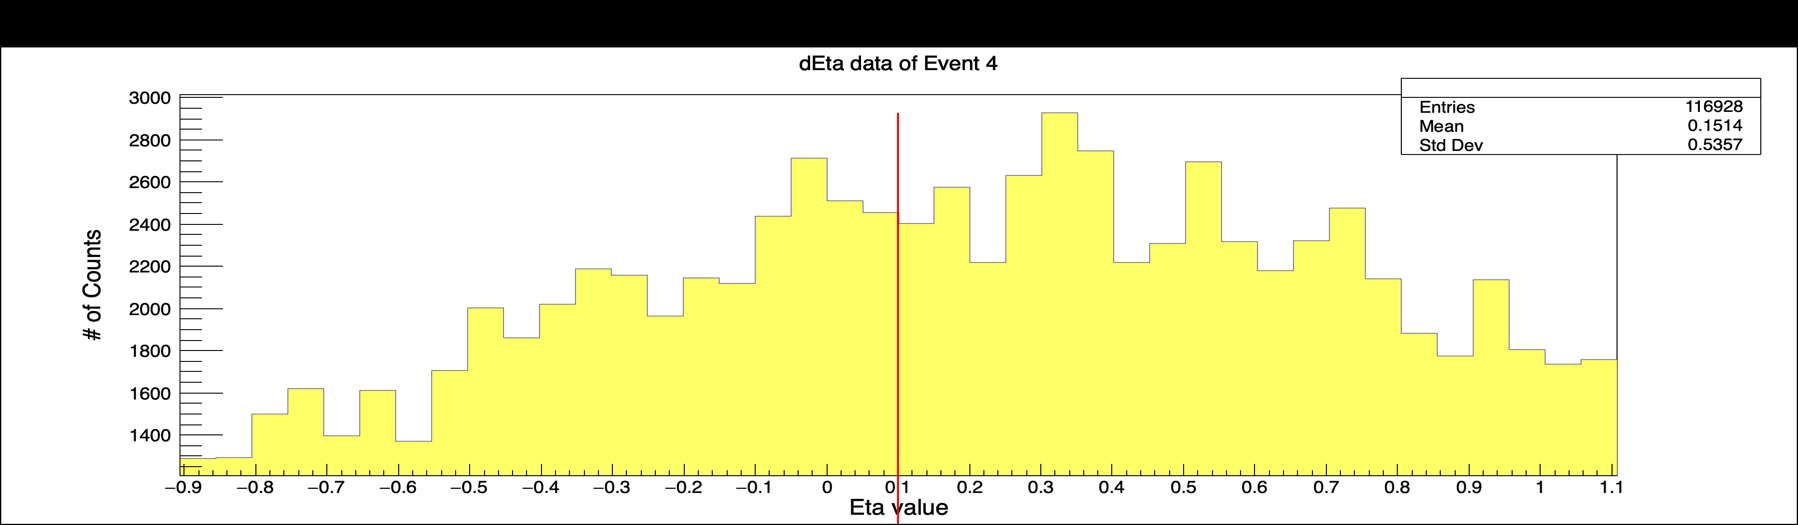 dEta data of Event 4
Entries 116928
Mean 0.1514
Std Dev 0.5357
# of Counts
3000
2800
2600
2400
2200
2000
1800
1600
1400
−0.9 −0.8 −0.7 −0.6 −0.5 −0.4 −0.3 −0.2 −0.1 0 0.1 0.2 0.3 0.4 0.5 0.6 0.7 0.8 0.9 1 1.1
Eta value